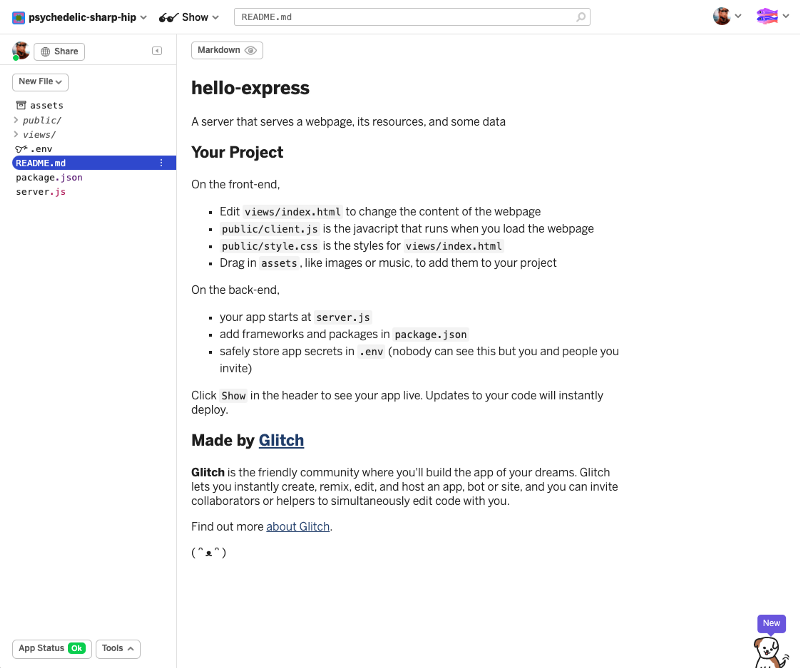 psychedelic-sharp-hip
Show
README.md
Share
New File
assets
public/
views/
.env
README.md
package.json
server.js
Markdown
hello-express
A server that serves a webpage, its resources, and some data
Your Project
On the front-end,
Edit views/index.html to change the content of the webpage
public/client.js is the javacript that runs when you load the webpage
public/style.css is the styles for views/index.html
Drag in assets, like images or music, to add them to your project
On the back-end,
your app starts at server.js
add frameworks and packages in package.json
safely store app secrets in .env (nobody can see this but you and people you
invite)
Click Show in the header to see your app live. Updates to your code will instantly
deploy.
Made by Glitch
Glitch is the friendly community where you'll build the app of your dreams. Glitch
lets you instantly create, remix, edit, and host an app, bot or site, and you can invite
collaborators or helpers to simultaneously edit code with you.
Find out more about Glitch.
( ᵔ ᴥ ᵔ )
App Status Ok
Tools
New